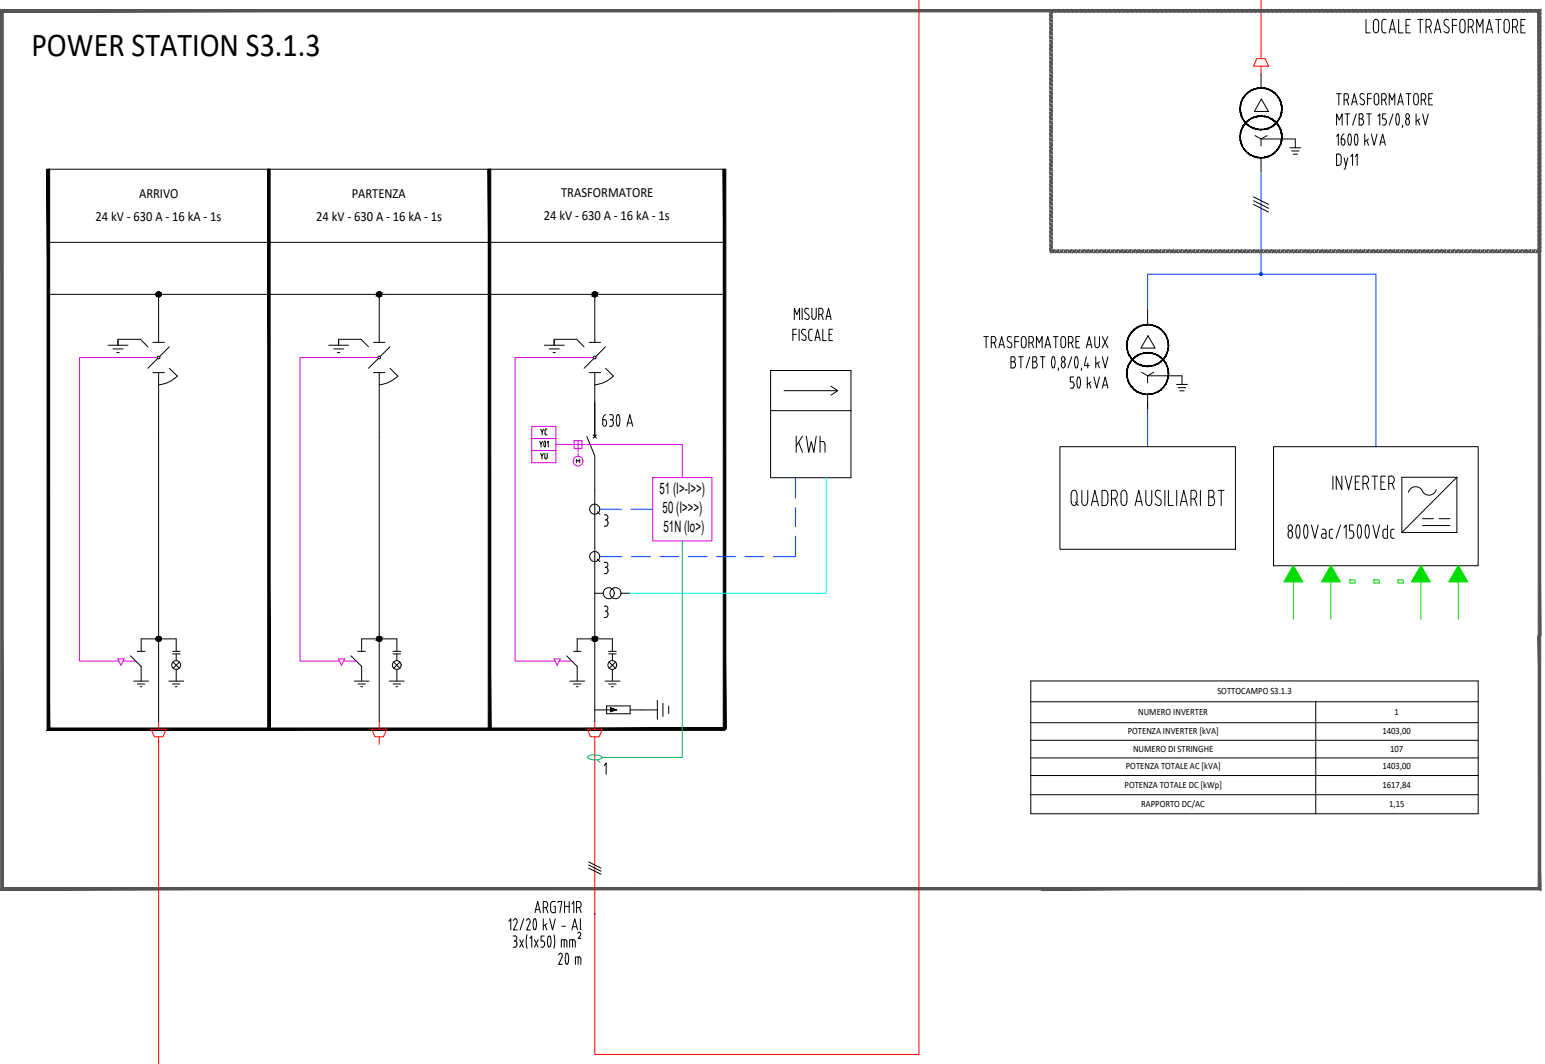 POWER STATION S3.1.3
LOCALE TRASFORMATORE
TRASFORMATORE
MT/BT 15/0,8 kV
1600 kVA
Dy11
ARRIVO
24 kV - 630 A - 16 kA - 1s
PARTENZA
24 kV - 630 A - 16 kA - 1s
TRASFORMATORE
24 kV - 630 A - 16 kA - 1s
MISURA
FISCALE
KWh
630 A
YC
Y01
YU
M
51 (I>-I>>)
50 (I>>>)
51N (Io>)
3
3
3
1
TRASFORMATORE AUX
BT/BT 0,8/0,4 kV
50 kVA
QUADRO AUSILIARI BT
INVERTER
800Vac/1500Vdc
SOTTOCAMPO S3.1.3
NUMERO INVERTER 1
POTENZA INVERTER [kVA] 1403,00
NUMERO DI STRINGHE 107
POTENZA TOTALE AC [kVA] 1403,00
POTENZA TOTALE DC [kWp] 1617,84
RAPPORTO DC/AC 1,15
ARG7H1R
12/20 kV - Al
3x(1x50) mm²
20 m